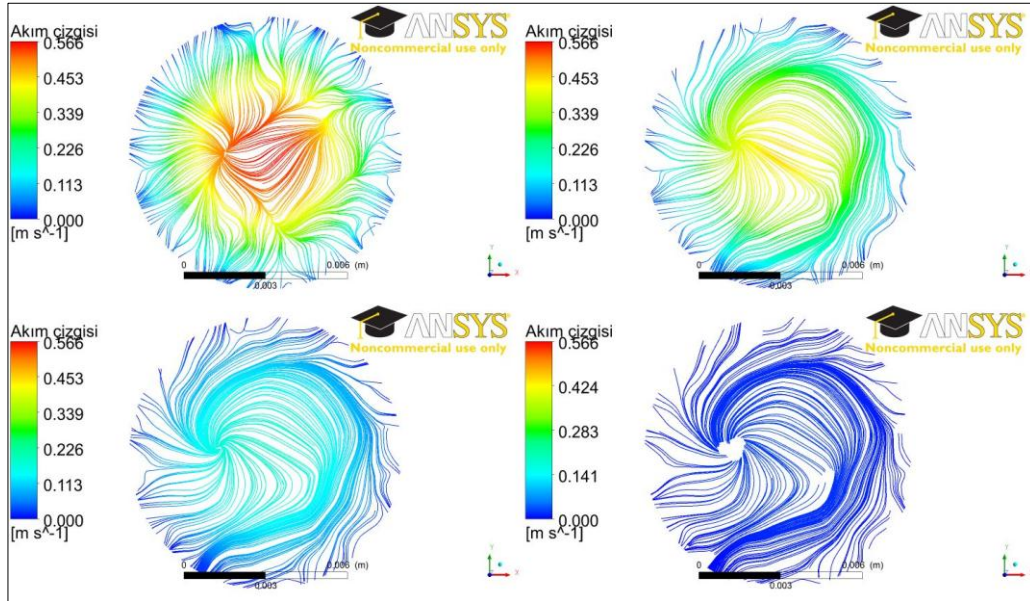 Akım çizgisi
0.566
0.453
0.339
0.226
0.113
0.000
[m s^-1]
ANSYS
Noncommercial use only
0
0.006 (m)
0.003
Y
X
Akım çizgisi
0.566
0.453
0.339
0.226
0.113
0.000
[m s^-1]
ANSYS
Noncommercial use only
0
0.006 (m)
0.003
Y
X
Akım çizgisi
0.566
0.453
0.339
0.226
0.113
0.000
[m s^-1]
ANSYS
Noncommercial use only
0
0.006 (m)
0.003
Y
X
Akım çizgisi
0.566
0.424
0.283
0.141
0.000
[m s^-1]
ANSYS
Noncommercial use only
0
0.006 (m)
0.003
Y
X